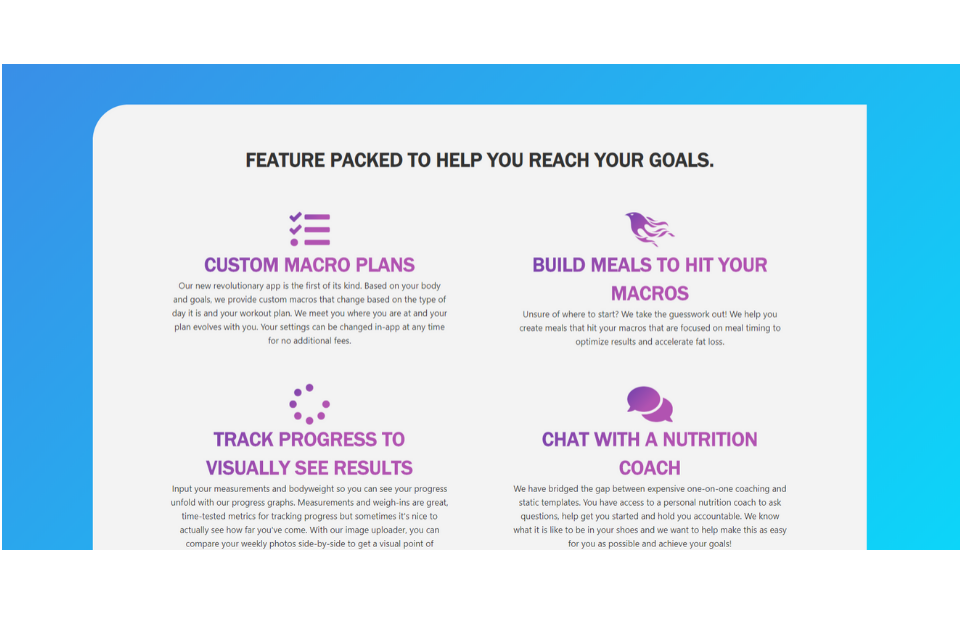 FEATURE PACKED TO HELP YOU REACH YOUR GOALS.
CUSTOM MACRO PLANS
Our new revolutionary app is the first of its kind. Based on your body
and goals, we provide custom macros that change based on the type of
day it is and your workout plan. We meet you where you are at and your
plan evolves with you. Your settings can be changed in-app at any time
for no additional fees.
BUILD MEALS TO HIT YOUR
MACROS
Unsure of where to start? We take the guesswork out! We help you
create meals that hit your macros that are focused on meal timing to
optimize results and accelerate fat loss.
TRACK PROGRESS TO
VISUALLY SEE RESULTS
Input your measurements and bodyweight so you can see your progress
unfold with our progress graphs. Measurements and weigh-ins are great,
time-tested metrics for tracking progress but sometimes it's nice to
actually see how far you've come. With our image uploader, you can
compare your weekly photos side-by-side to get a visual point of
CHAT WITH A NUTRITION
COACH
We have bridged the gap between expensive one-on-one coaching and
static templates. You have access to a personal nutrition coach to ask
questions, help get you started and hold you accountable. We know
what it is like to be in your shoes and we want to help make this as easy
for you as possible and achieve your goals!